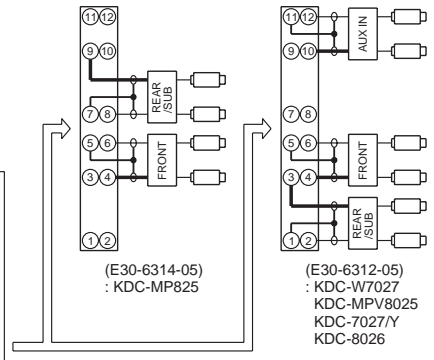 11 12
9 10
7 8
5 6
3 4
1 2
REAR
/SUB
FRONT
(E30-6314-05)
: KDC-MP825
11 12
9 10
7 8
5 6
3 4
1 2
AUX IN
FRONT
REAR
/SUB
(E30-6312-05)
: KDC-W7027
KDC-MPV8025
KDC-7027/Y
KDC-8026